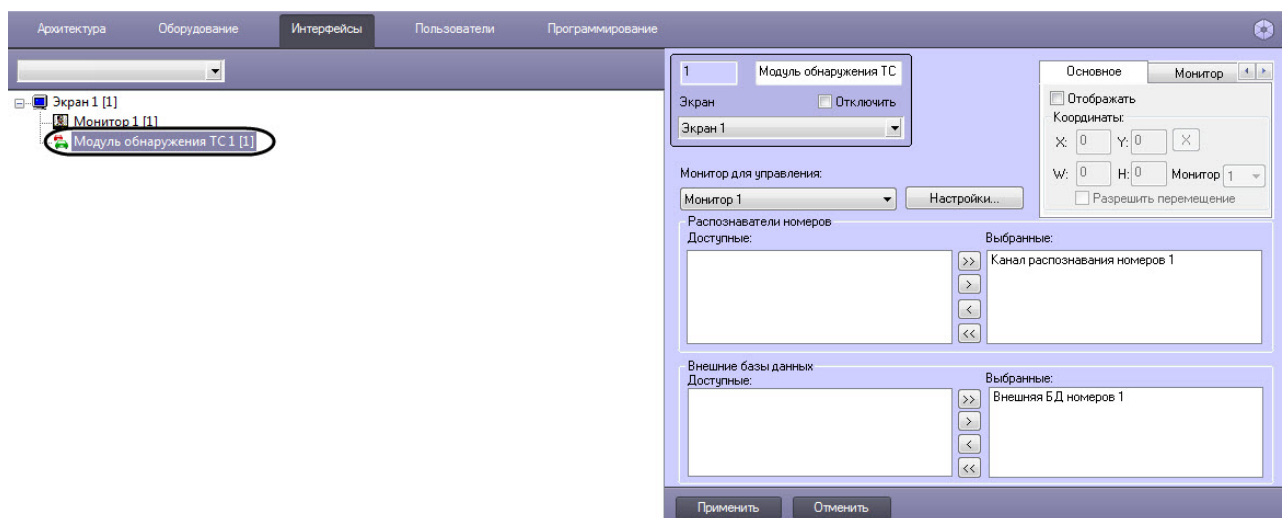 Архитектура Оборудование Интерфейсы Пользователи Программирование
Экран 1 [1]
Монитор 1 [1]
Модуль обнаружения ТС 1 [1]
1 Модуль обнаружения ТС
Экран Отключить
Экран 1
Основное Монитор
Отображать
Координаты:
X: 0 Y: 0 X
W: 0 H: 0 Монитор 1
Разрешить перемещение
Монитор для управления:
Монитор 1 Настройки...
Распознаватели номеров
Доступные: Выбранные:
>> Канал распознавания номеров 1
>
<
<<
Внешние базы данных
Доступные: Выбранные:
>> Внешняя БД номеров 1
>
<
<<
Применить Отменить